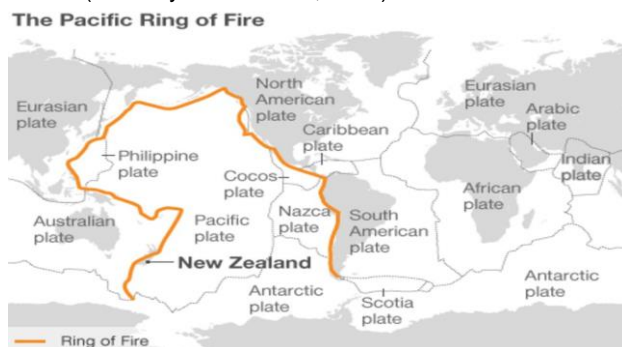 The Pacific Ring of Fire
Eurasian
plate
North
American
plate
Eurasian
plate
Arabic
plate
Caribbean
plate
Philippine
plate
Cocos
plate
Indian
plate
African
plate
Australian
plate
Pacific
plate
Nazca
plate
South
American
plate
New Zealand
Antarctic
plate
Scotia
plate
Antarctic
plate
Ring of Fire